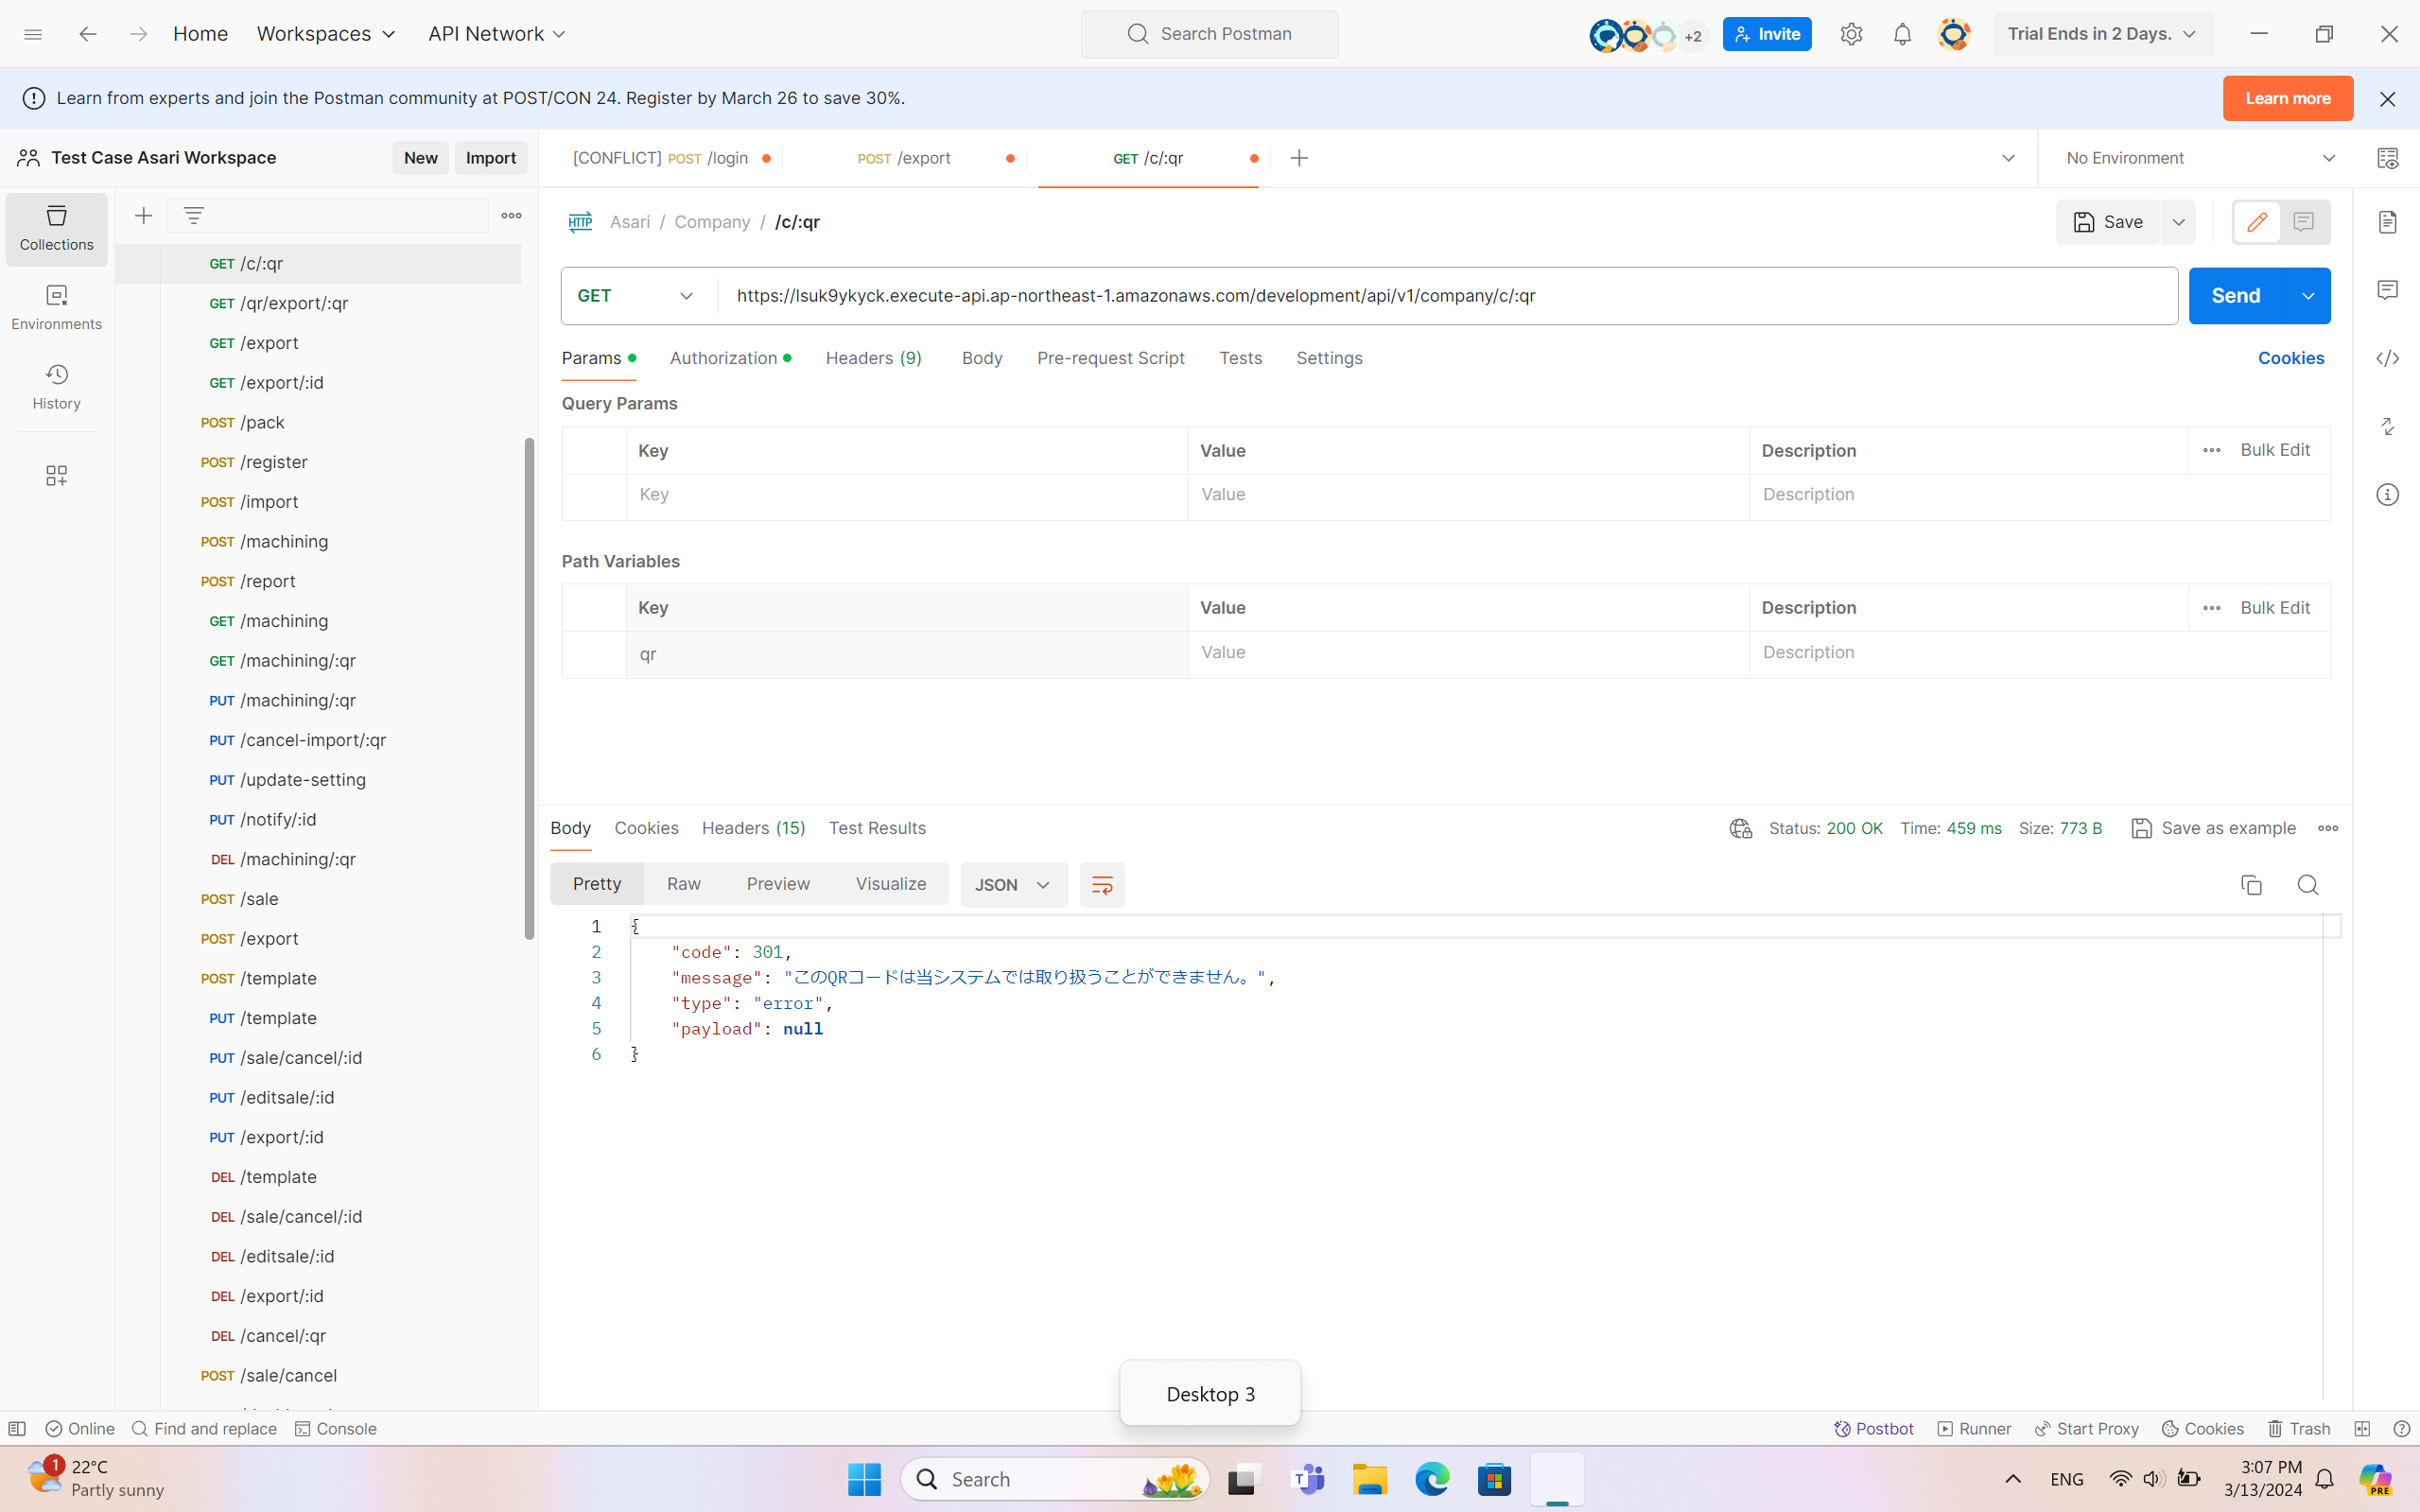 Home Workspaces API Network Search Postman +2 Invite Trial Ends in 2 Days.
Learn from experts and join the Postman community at POST/CON 24. Register by March 26 to save 30%. Learn more
Test Case Asari Workspace New Import [CONFLICT] POST /login POST /export GET /c/:qr No Environment
Collections
Environments
History
GET /c/:qr
GET /qr/export/:qr
GET /export
GET /export/:id
POST /pack
POST /register
POST /import
POST /machining
POST /report
GET /machining
GET /machining/:qr
PUT /machining/:qr
PUT /cancel-import/:qr
PUT /update-setting
PUT /notify/:id
DEL /machining/:qr
POST /sale
POST /export
POST /template
PUT /template
PUT /sale/cancel/:id
PUT /editsale/:id
PUT /export/:id
DEL /template
DEL /sale/cancel/:id
DEL /editsale/:id
DEL /export/:id
DEL /cancel/:qr
POST /sale/cancel
HTTP Asari / Company / /c/:qr Save
GET https://lsuk9ykyck.execute-api.ap-northeast-1.amazonaws.com/development/api/v1/company/c/:qr Send
Params Authorization Headers (9) Body Pre-request Script Tests Settings Cookies
Query Params
Key Value Description Bulk Edit
Key Value Description
Path Variables
Key Value Description Bulk Edit
qr Value Description
Body Cookies Headers (15) Test Results Status: 200 OK Time: 459 ms Size: 773 B Save as example
Pretty Raw Preview Visualize JSON
1 {
2 "code": 301,
3 "message": "このQRコードは当システムでは取り扱うことができません。",
4 "type": "error",
5 "payload": null
6 }
Desktop 3
Online Find and replace Console Postbot Runner Start Proxy Cookies Trash
1 22°C
Partly sunny
Search
ENG
3:07 PM
3/13/2024
PRE